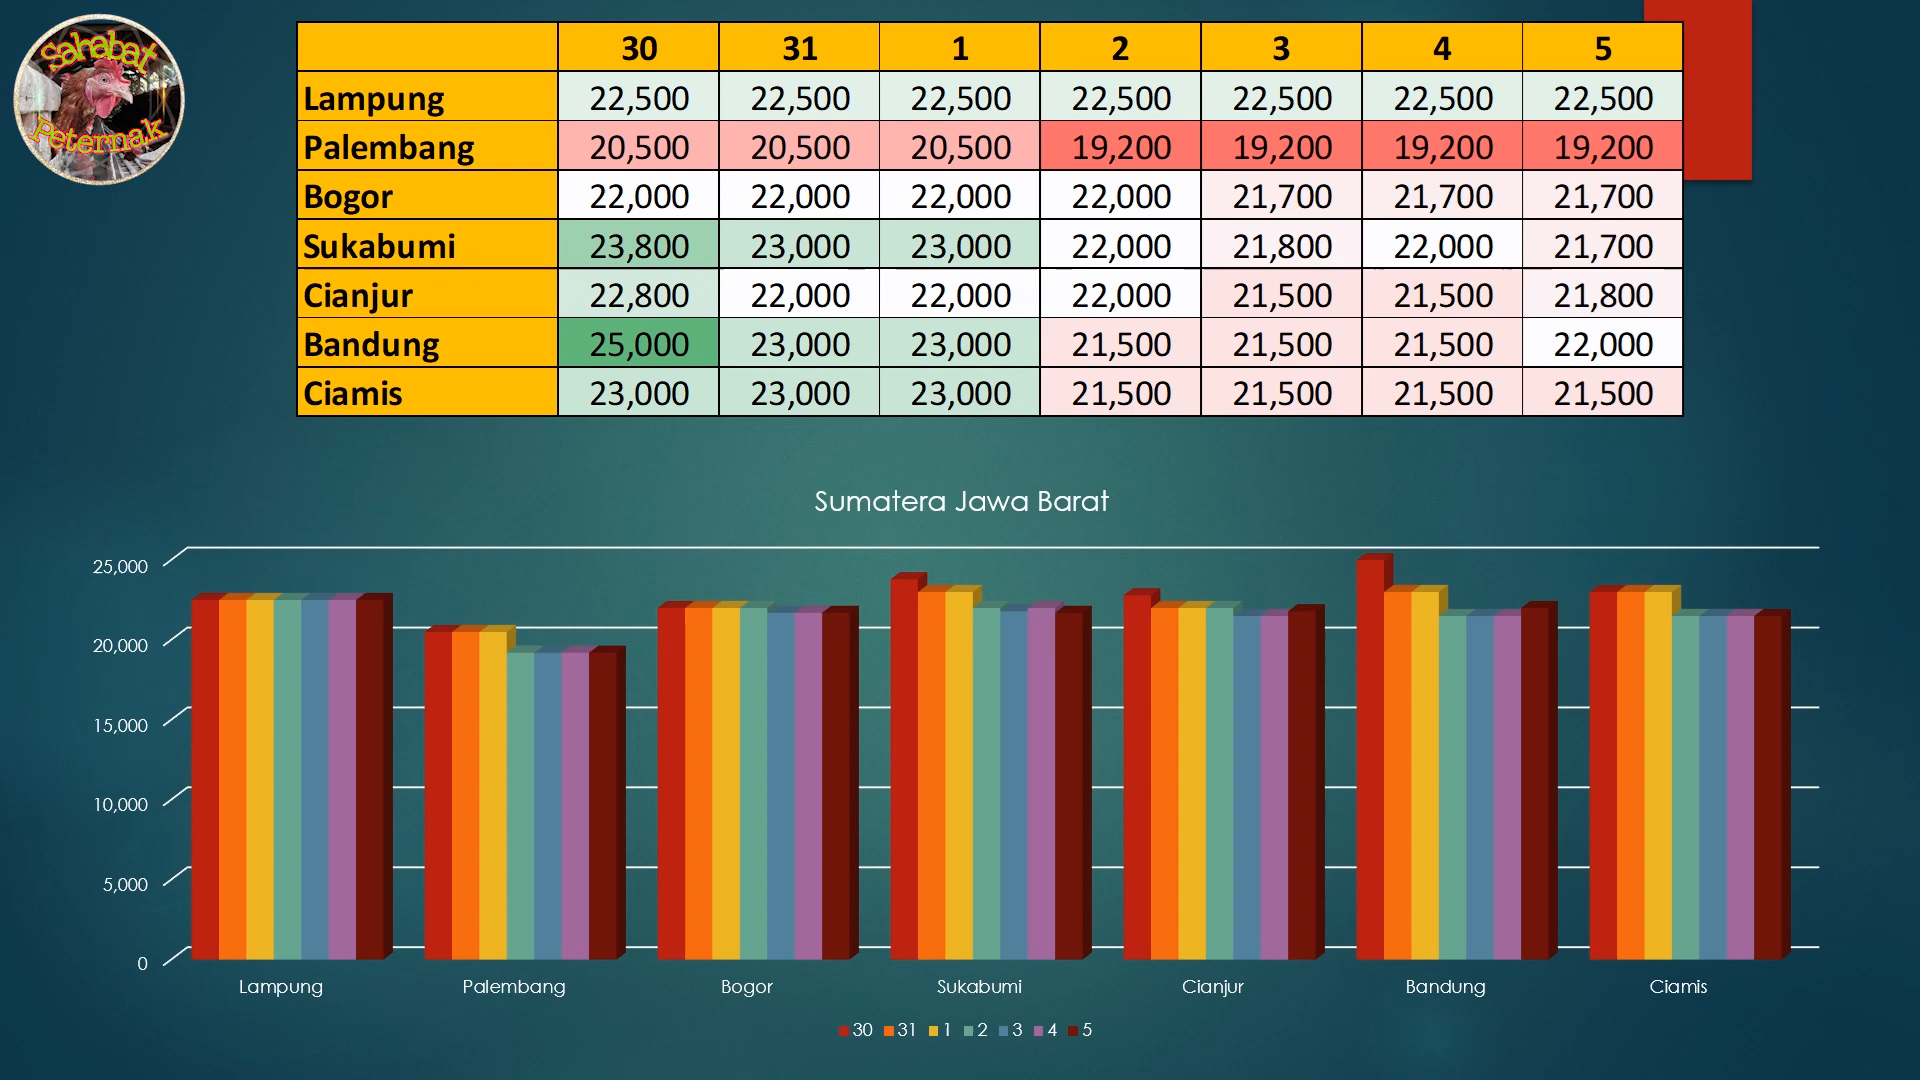 Sahabat
Peternak
30 31 1 2 3 4 5
Lampung 22,500 22,500 22,500 22,500 22,500 22,500 22,500
Palembang 20,500 20,500 20,500 19,200 19,200 19,200 19,200
Bogor 22,000 22,000 22,000 22,000 21,700 21,700 21,700
Sukabumi 23,800 23,000 23,000 22,000 21,800 22,000 21,700
Cianjur 22,800 22,000 22,000 22,000 21,500 21,500 21,800
Bandung 25,000 23,000 23,000 21,500 21,500 21,500 22,000
Ciamis 23,000 23,000 23,000 21,500 21,500 21,500 21,500
Sumatera Jawa Barat
25,000
20,000
15,000
10,000
5,000
0
Lampung Palembang Bogor Sukabumi Cianjur Bandung Ciamis
30 31 1 2 3 4 5